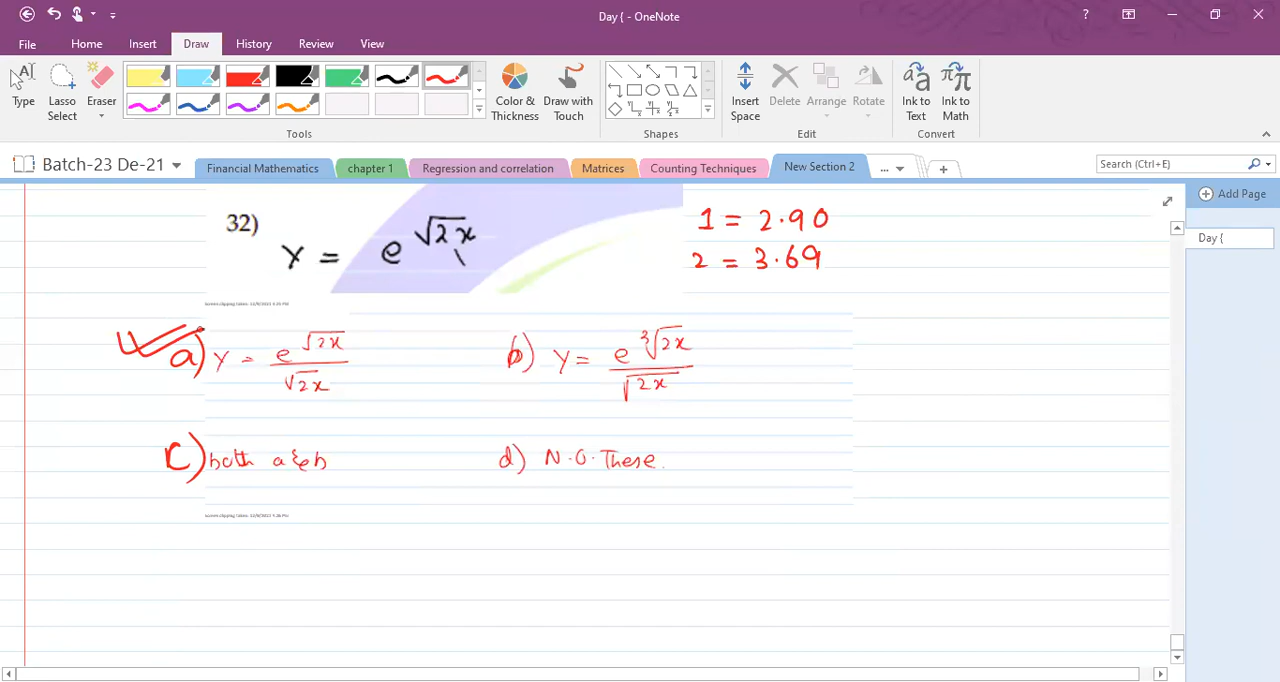 Day { - OneNote
?
File Home Insert Draw History Review View
Type Lasso Select Eraser Color & Thickness Draw with Touch Insert Space Delete Arrange Rotate Ink to Text Ink to Math
Tools Shapes Edit Convert
Batch-23 De-21 Financial Mathematics chapter 1 Regression and correlation Matrices Counting Techniques New Section 2 ... Search (Ctrl+E)
Add Page
Day {
32)
y = e^√2x
1 = 2.90
2 = 3.69
a) y = e^√2x / √2x
b) y = e^∛2x / √2x
c) both a & b
d) N.O. These.